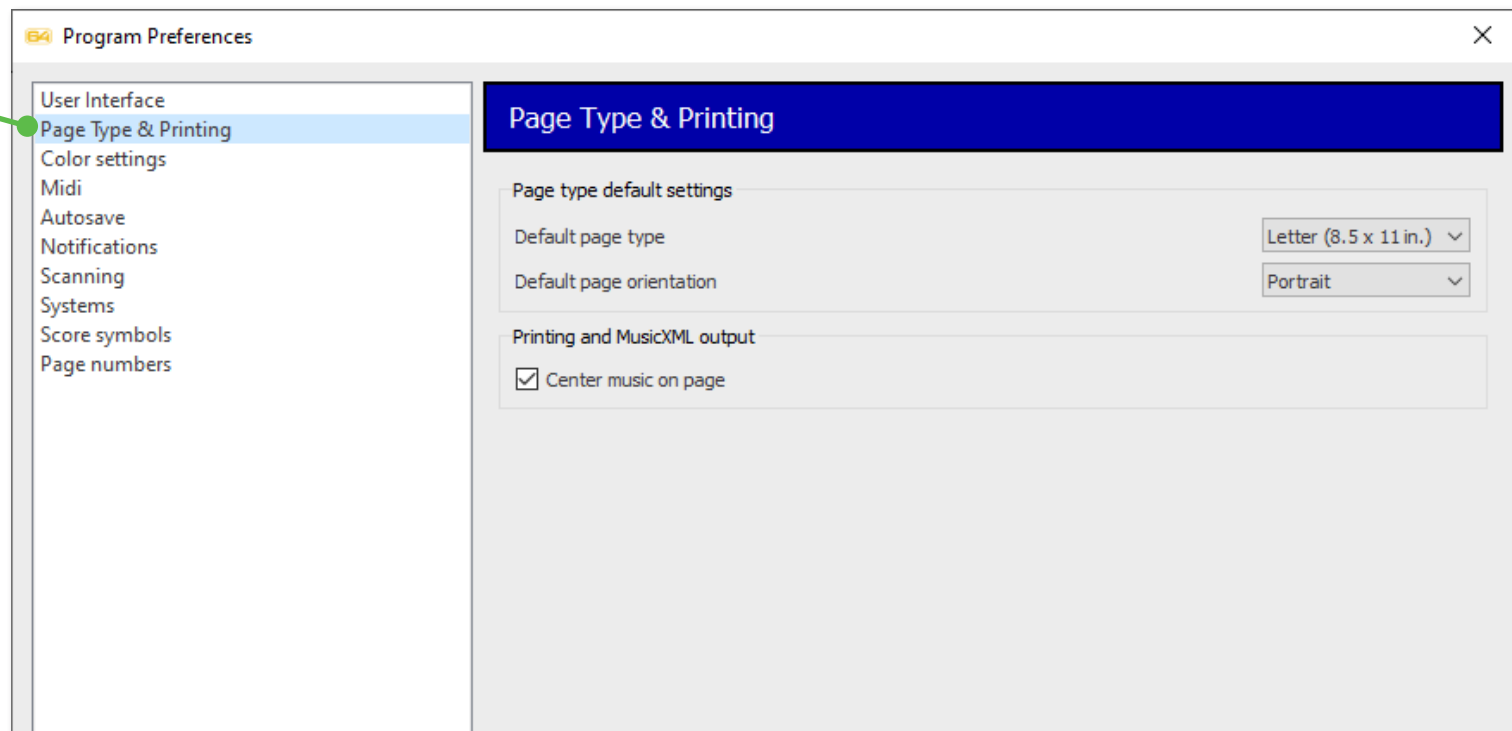 64 Program Preferences
User Interface
Page Type & Printing
Color settings
Midi
Autosave
Notifications
Scanning
Systems
Score symbols
Page numbers
Page Type & Printing
Page type default settings
Default page type Letter (8.5 x 11 in.)
Default page orientation Portrait
Printing and MusicXML output
Center music on page